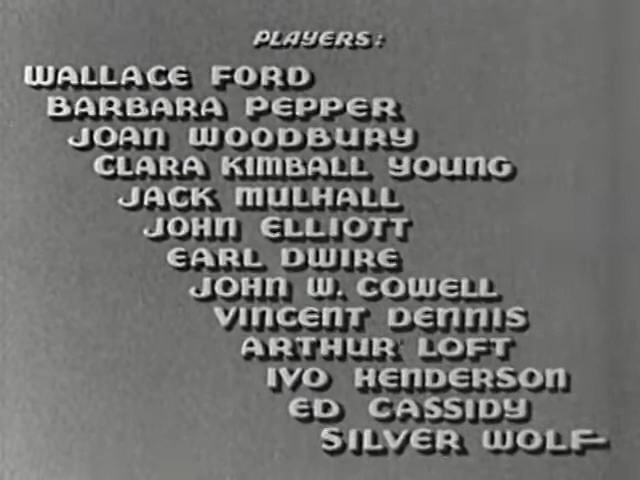 PLAYERS:
WALLACE FORD
BARBARA PEPPER
JOAN WOODBURY
CLARA KIMBALL YOUNG
JACK MULHALL
JOHN ELLIOTT
EARL DWIRE
JOHN W. COWELL
VINCENT DENNIS
ARTHUR LOFT
IVO HENDERSON
ED CASSIDY
SILVER WOLF